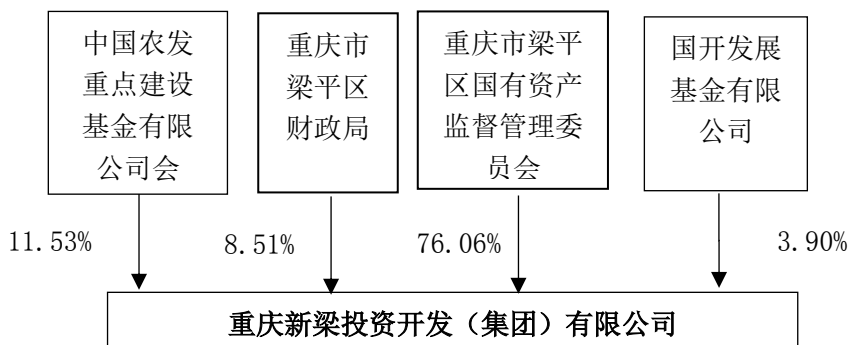 中国农发
重点建设
基金有限
公司会
重庆市
梁平区
财政局
重庆市梁平
区国有资产
监督管理委
员会
国开发展
基金有限
公司
11.53%
8.51%
76.06%
3.90%
重庆新梁投资开发（集团）有限公司